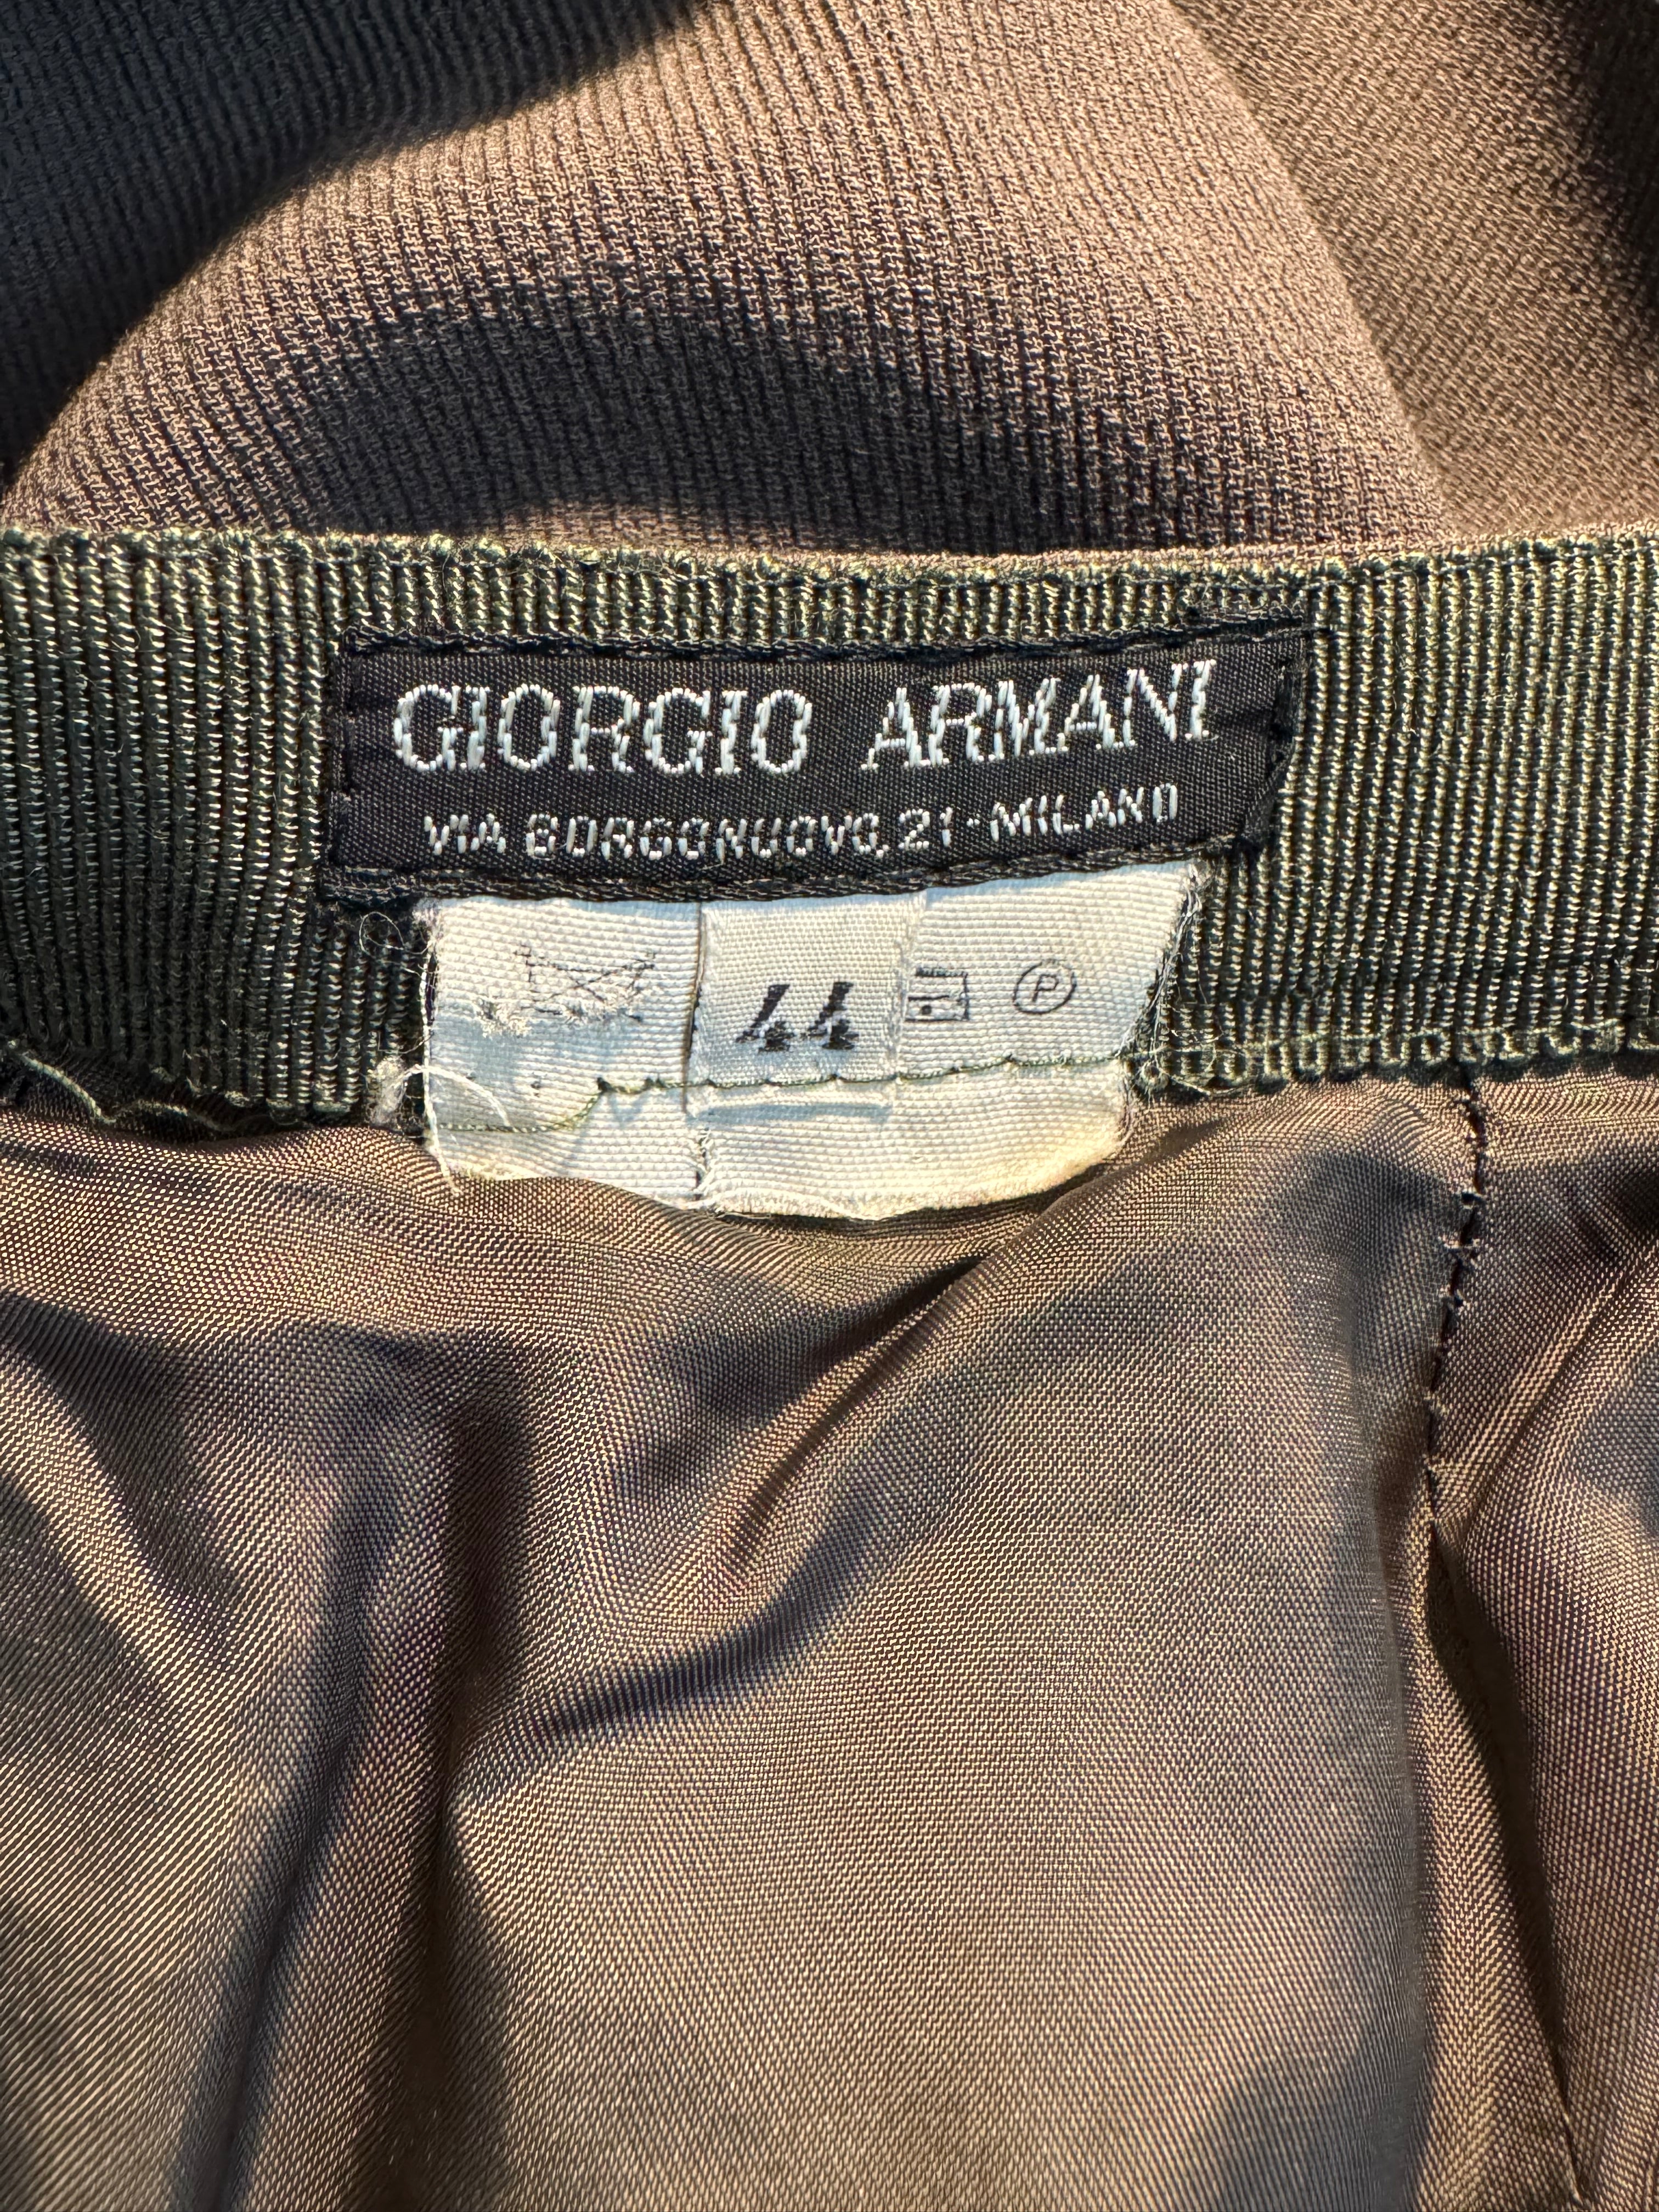 GIORGIO ARMANI
VIA BORGONUOVO, 21 - MILANO
44
P